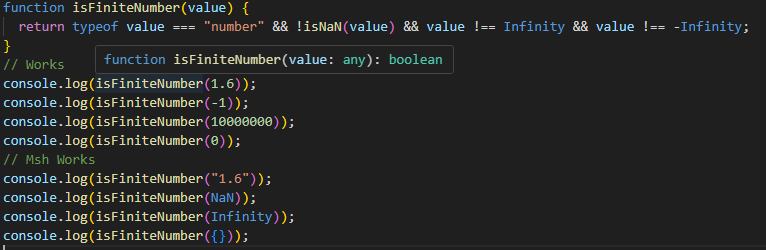 function isFiniteNumber(value) {
  return typeof value === "number" && !isNaN(value) && value !== Infinity && value !== -Infinity;
}
function isFiniteNumber(value: any): boolean
// Works
console.log(isFiniteNumber(1.6));
console.log(isFiniteNumber(-1));
console.log(isFiniteNumber(10000000));
console.log(isFiniteNumber(0));
// Msh Works
console.log(isFiniteNumber("1.6"));
console.log(isFiniteNumber(NaN));
console.log(isFiniteNumber(Infinity));
console.log(isFiniteNumber({}));